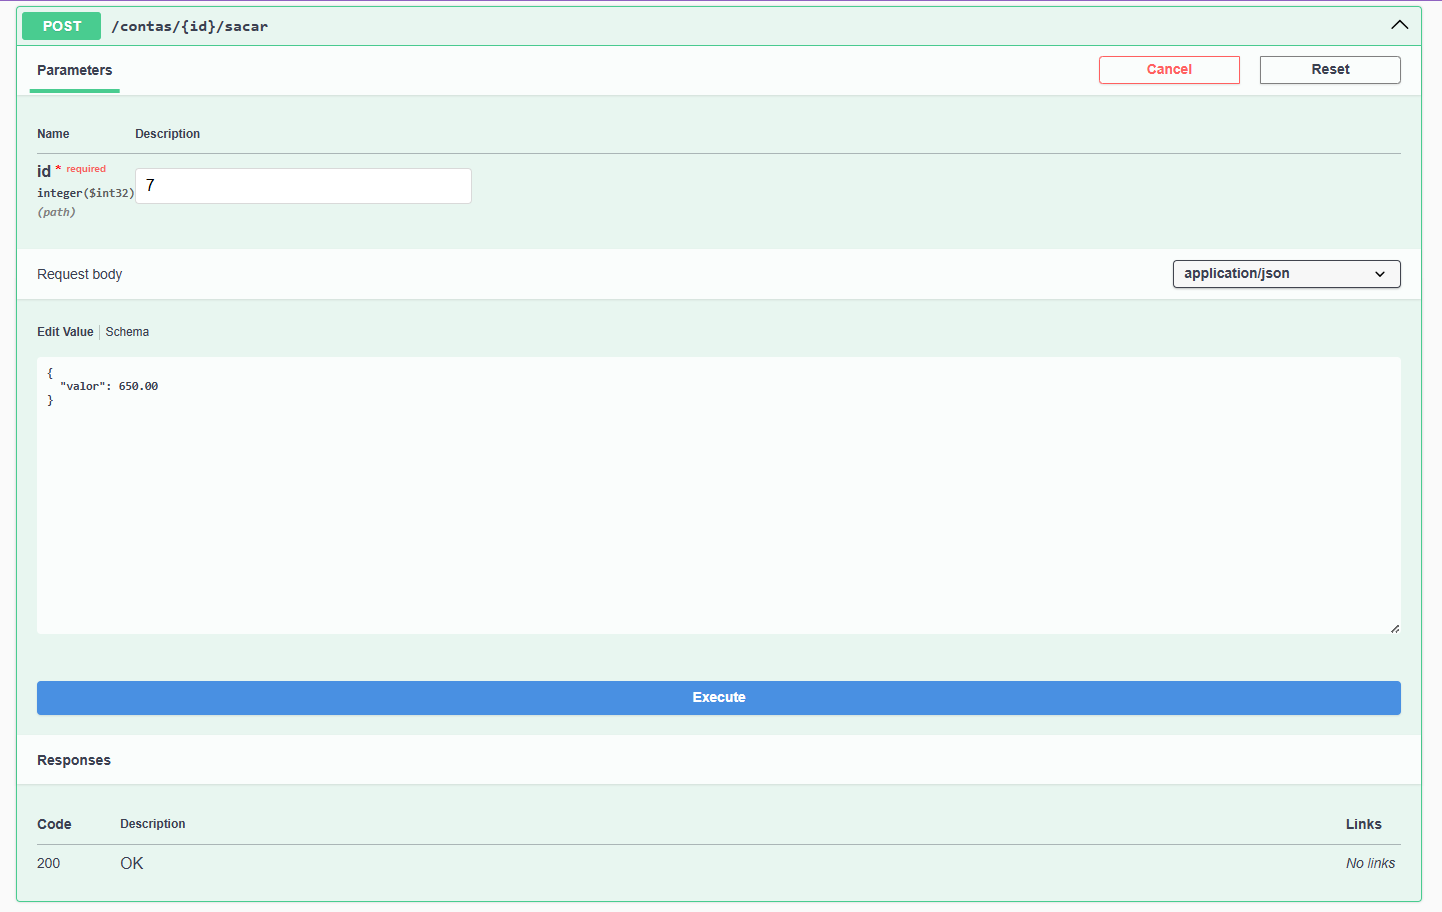 POST /contas/{id}/sacar
Parameters
Cancel
Reset
Name Description
id * required
integer($int32)
(path)
7
Request body
application/json
Edit Value Schema
{
  "valor": 650.00
}
Execute
Responses
Code Description Links
200 OK No links